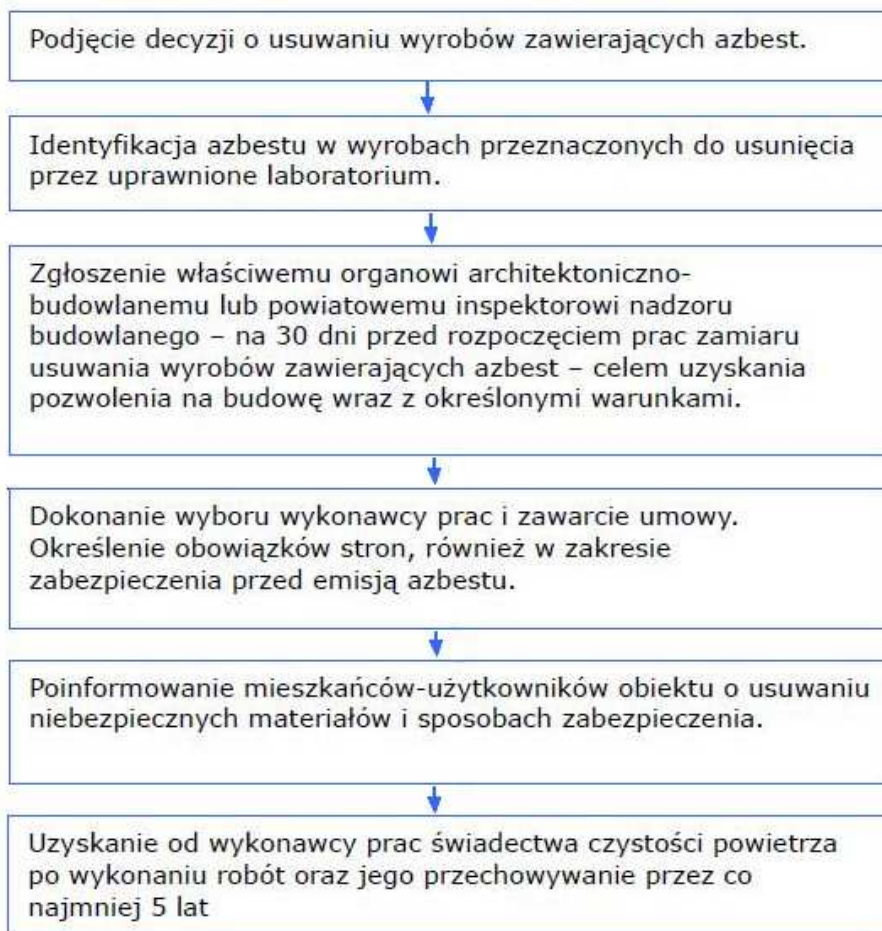 Podjęcie decyzji o usuwaniu wyrobów zawierających azbest.
Identyfikacja azbestu w wyrobach przeznaczonych do usunięcia
przez uprawnione laboratorium.
Zgłoszenie właściwemu organowi architektoniczno-
budowlanemu lub powiatowemu inspektorowi nadzoru
budowlanego – na 30 dni przed rozpoczęciem prac zamiaru
usuwania wyrobów zawierających azbest – celem uzyskania
pozwolenia na budowę wraz z określonymi warunkami.
Dokonanie wyboru wykonawcy prac i zawarcie umowy.
Określenie obowiązków stron, również w zakresie
zabezpieczenia przed emisją azbestu.
Poinformowanie mieszkańców-użytkowników obiektu o usuwaniu
niebezpiecznych materiałów i sposobach zabezpieczenia.
Uzyskanie od wykonawcy prac świadectwa czystości powietrza
po wykonaniu robót oraz jego przechowywanie przez co
najmniej 5 lat